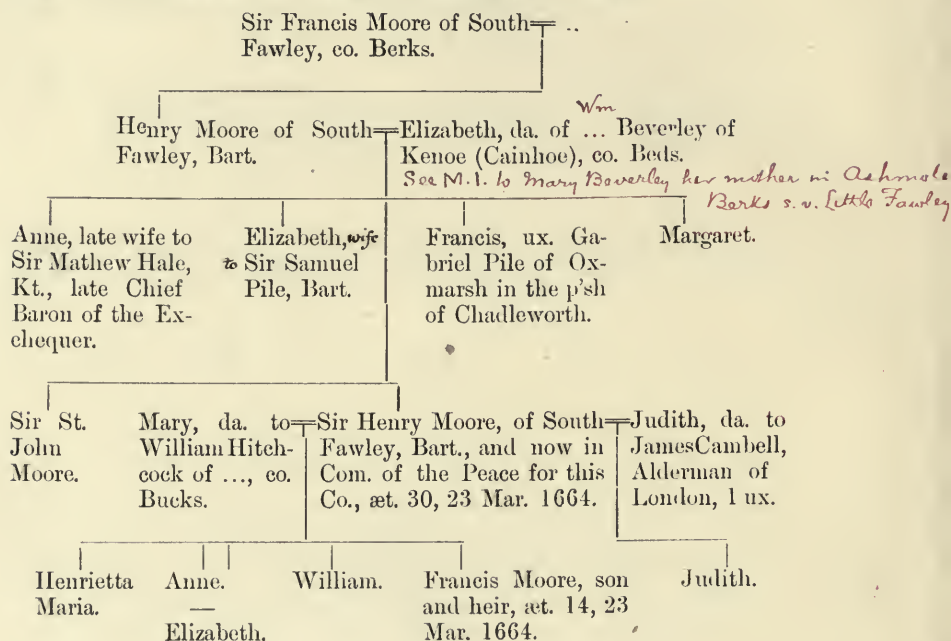 Sir Francis Moore of South ..
Fawley, co. Berks.
Wm
Henry Moore of South
Fawley, Bart.
Elizabeth, da. of ... Beverley of
Kenoe (Cainhoe), co. Beds.
See M.I. to Mary Beverley her mother in Ashmole
Berks s.v. Little Fawley
Anne, late wife to
Sir Mathew Hale,
Kt., late Chief
Baron of the Ex-
chequer.
Elizabeth, wife
to Sir Samuel
Pile, Bart.
Francis, ux. Ga-
briel Pile of Ox-
marsh in the p'sh
of Chadleworth.
Margaret.
Sir St.
John
Moore.
Mary, da. to
William Hitch-
cock of ..., co.
Bucks.
Sir Henry Moore, of South
Fawley, Bart., and now in
Com. of the Peace for this
Co., æt. 30, 23 Mar. 1664.
Judith, da. to
James Cambell,
Alderman of
London, 1 ux.
Henrietta
Maria.
Anne.
—
Elizabeth.
William.
Francis Moore, son
and heir, æt. 14, 23
Mar. 1664.
Judith.